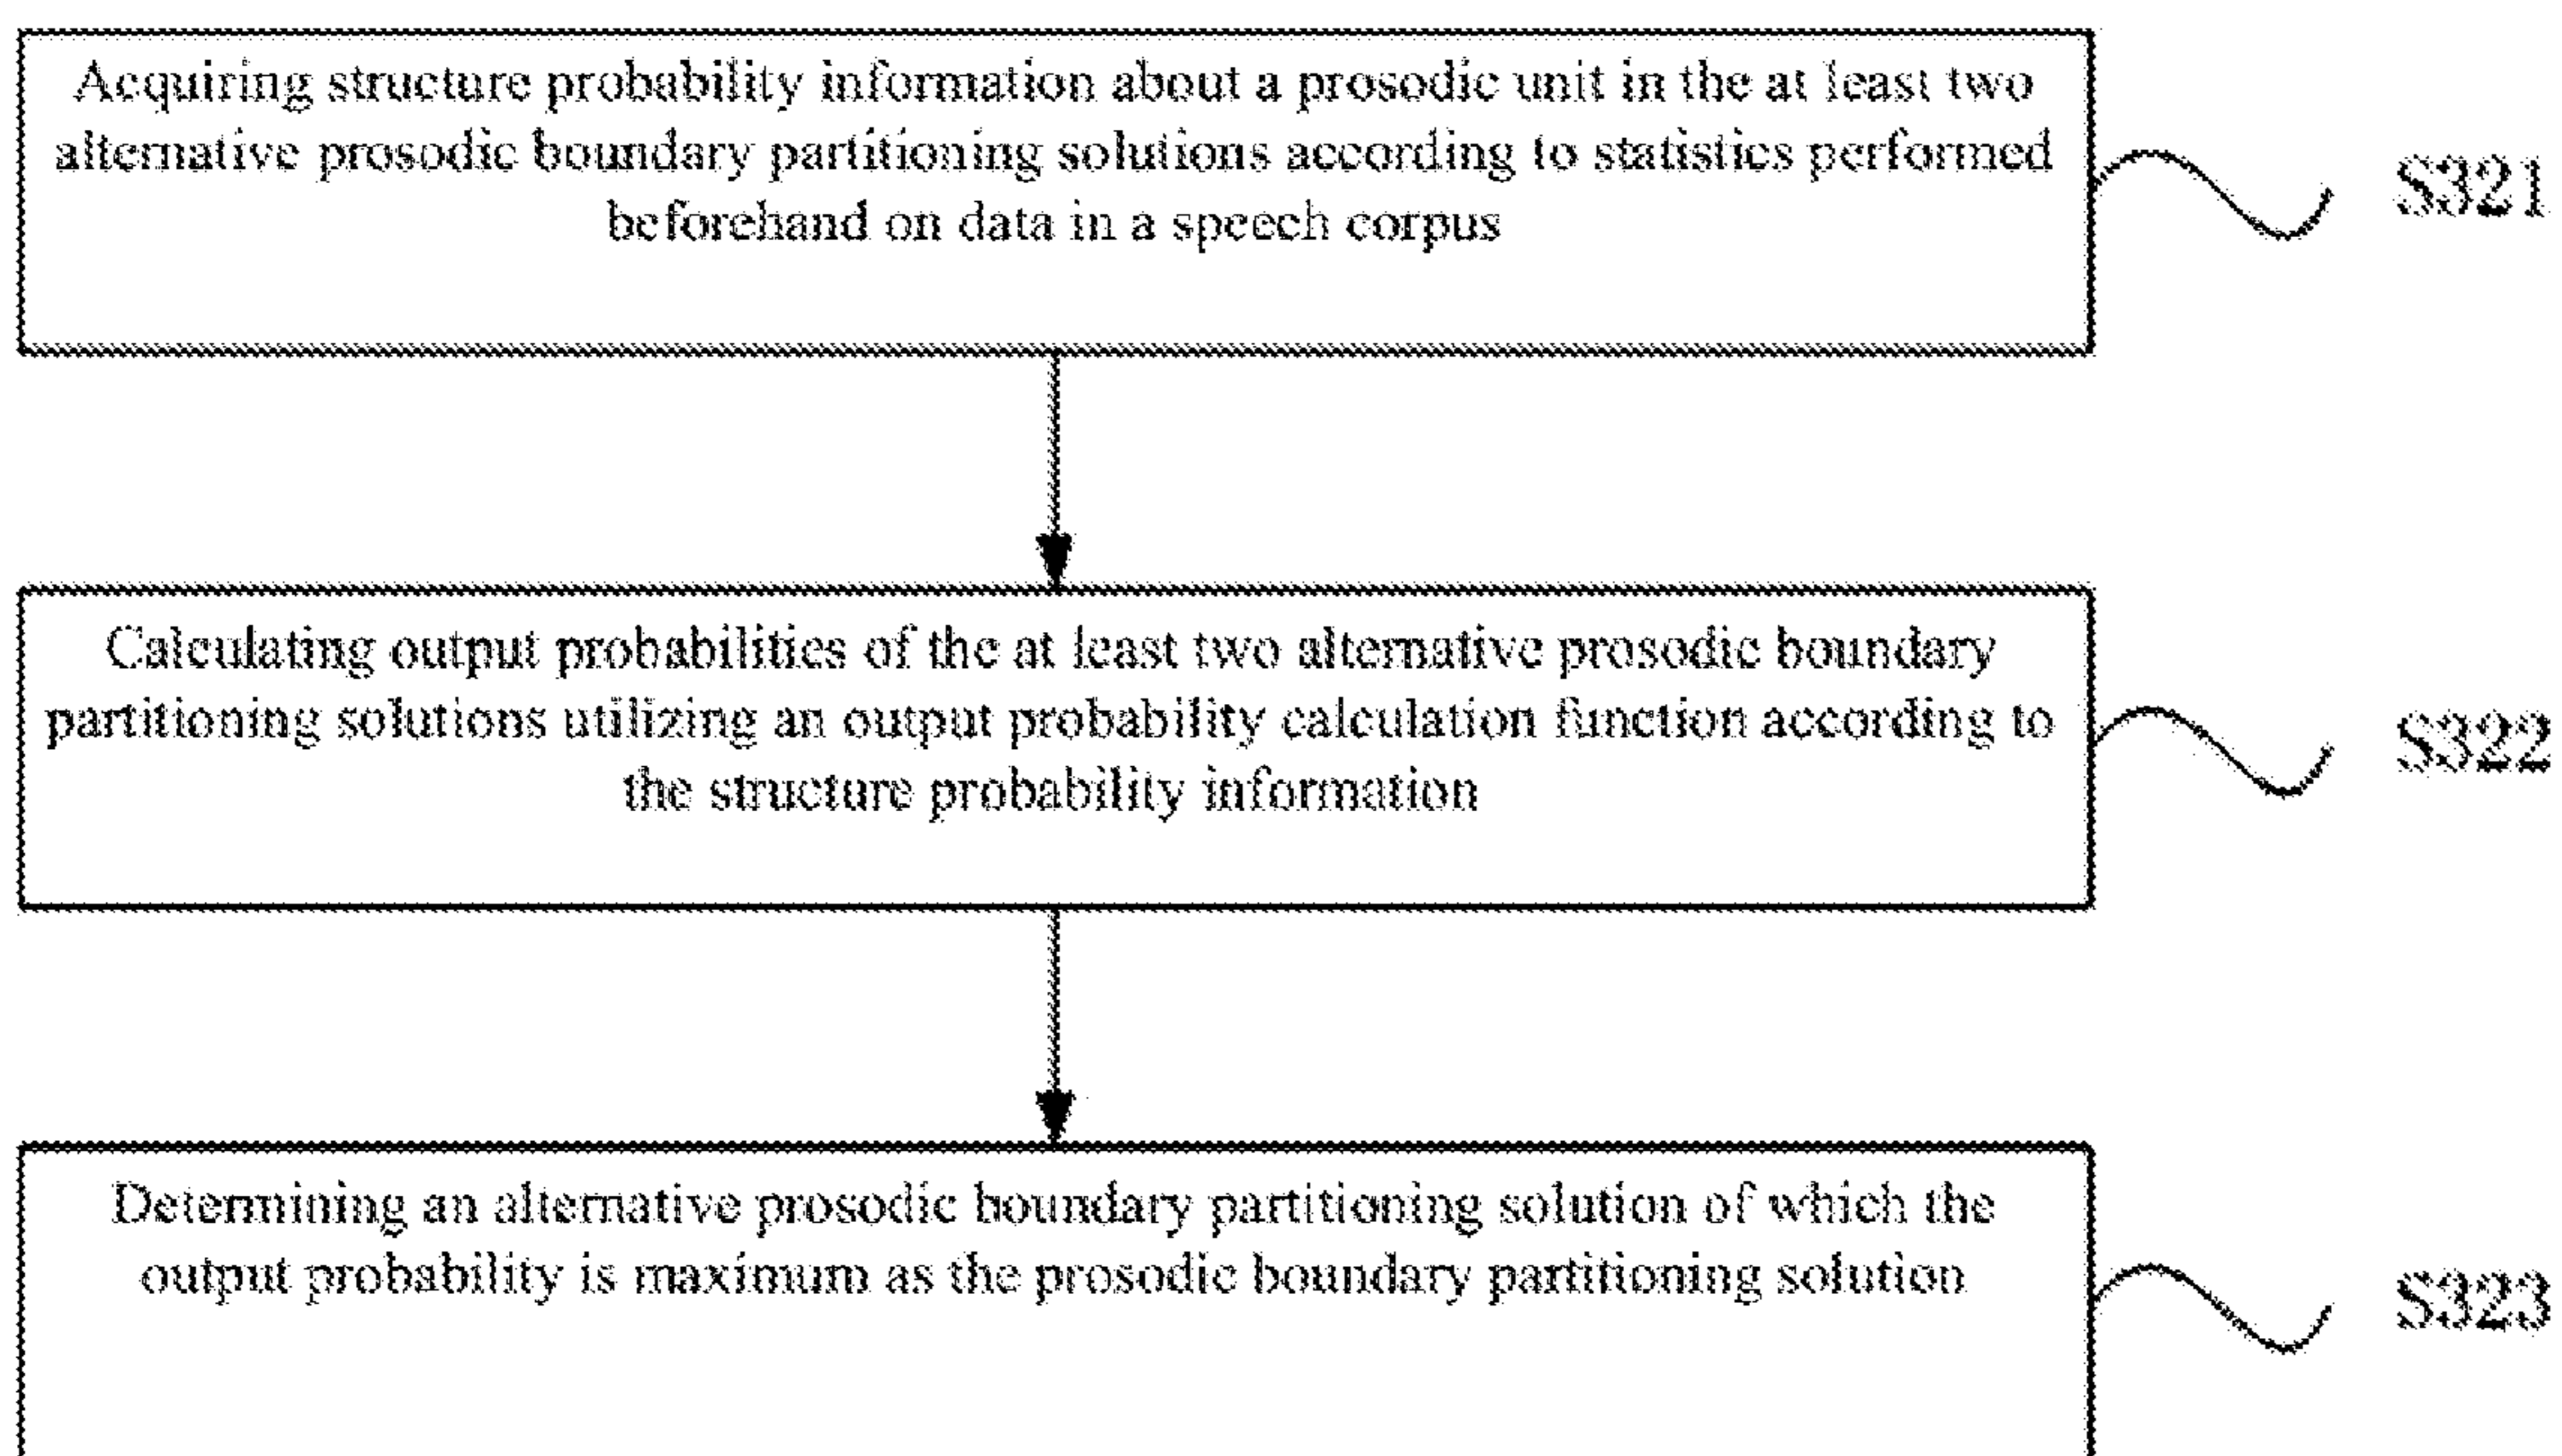 Acquiring structure probability information about a prosodic unit in the at least two
alternative prosodic boundary partitioning solutions according to statistics performed
beforehand on data in a speech corpus
S321
Calculating output probabilities of the at least two alternative prosodic boundary
partitioning solutions utilizing an output probability calculation function according to
the structure probability information
S322
Determining an alternative prosodic boundary partitioning solution of which the
output probability is maximum as the prosodic boundary partitioning solution
S323